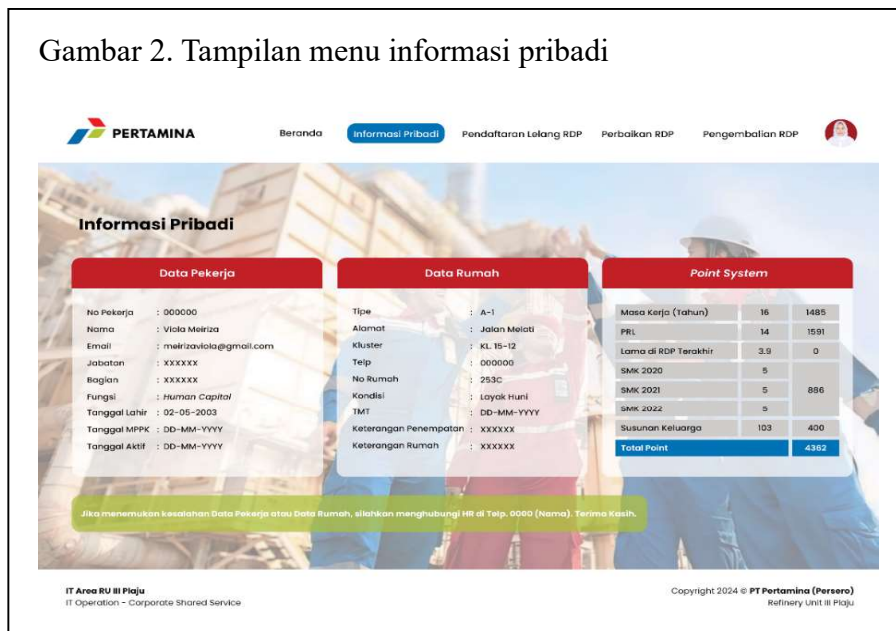 Gambar 2. Tampilan menu informasi pribadi
PERTAMINA
Beranda
Informasi Pribadi
Pendaftaran Lelang RDP
Perbaikan RDP
Pengembalian RDP
Informasi Pribadi
Data Pekerja
No Pekerja : 000000
Nama : Viola Meiriza
Email : meirizaviola@gmail.com
Jabatan : XXXXXX
Bagian : XXXXXX
Fungsi : Human Capital
Tanggal Lahir : 02-05-2003
Tanggal MPPK : DD-MM-YYYY
Tanggal Aktif : DD-MM-YYYY
Data Rumah
Tipe : A-1
Alamat : Jalan Melati
Kluster : KL. 15-12
Telp : 000000
No Rumah : 253C
Kondisi : Layak Huni
TMT : DD-MM-YYYY
Keterangan Penempatan : XXXXXX
Keterangan Rumah : XXXXXX
Point System
Masa Kerja (Tahun) 16 1485
PRL 14 1591
Lama di RDP Terakhir 3.9 0
SMK 2020 5
SMK 2021 5 886
SMK 2022 5
Susunan Keluarga 103 400
Total Point 4362
Jika menemukan kesalahan Data Pekerja atau Data Rumah, silahkan menghubungi HR di Telp. 0000 (Nama). Terima Kasih.
IT Area RU III Plaju
IT Operation - Corporate Shared Service
Copyright 2024 © PT Pertamina (Persero)
Refinery Unit III Plaju